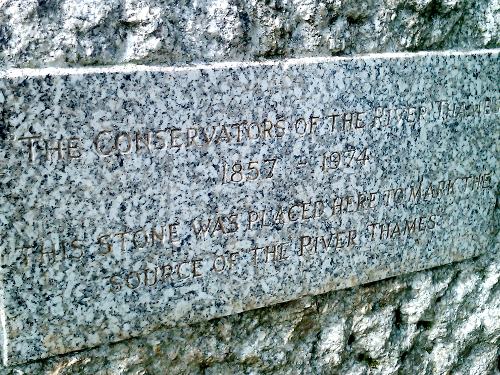 THE CONSERVATORS OF THE RIVER THAMES
1857 - 1974
THIS STONE WAS PLACED HERE TO MARK THE
SOURCE OF THE RIVER THAMES